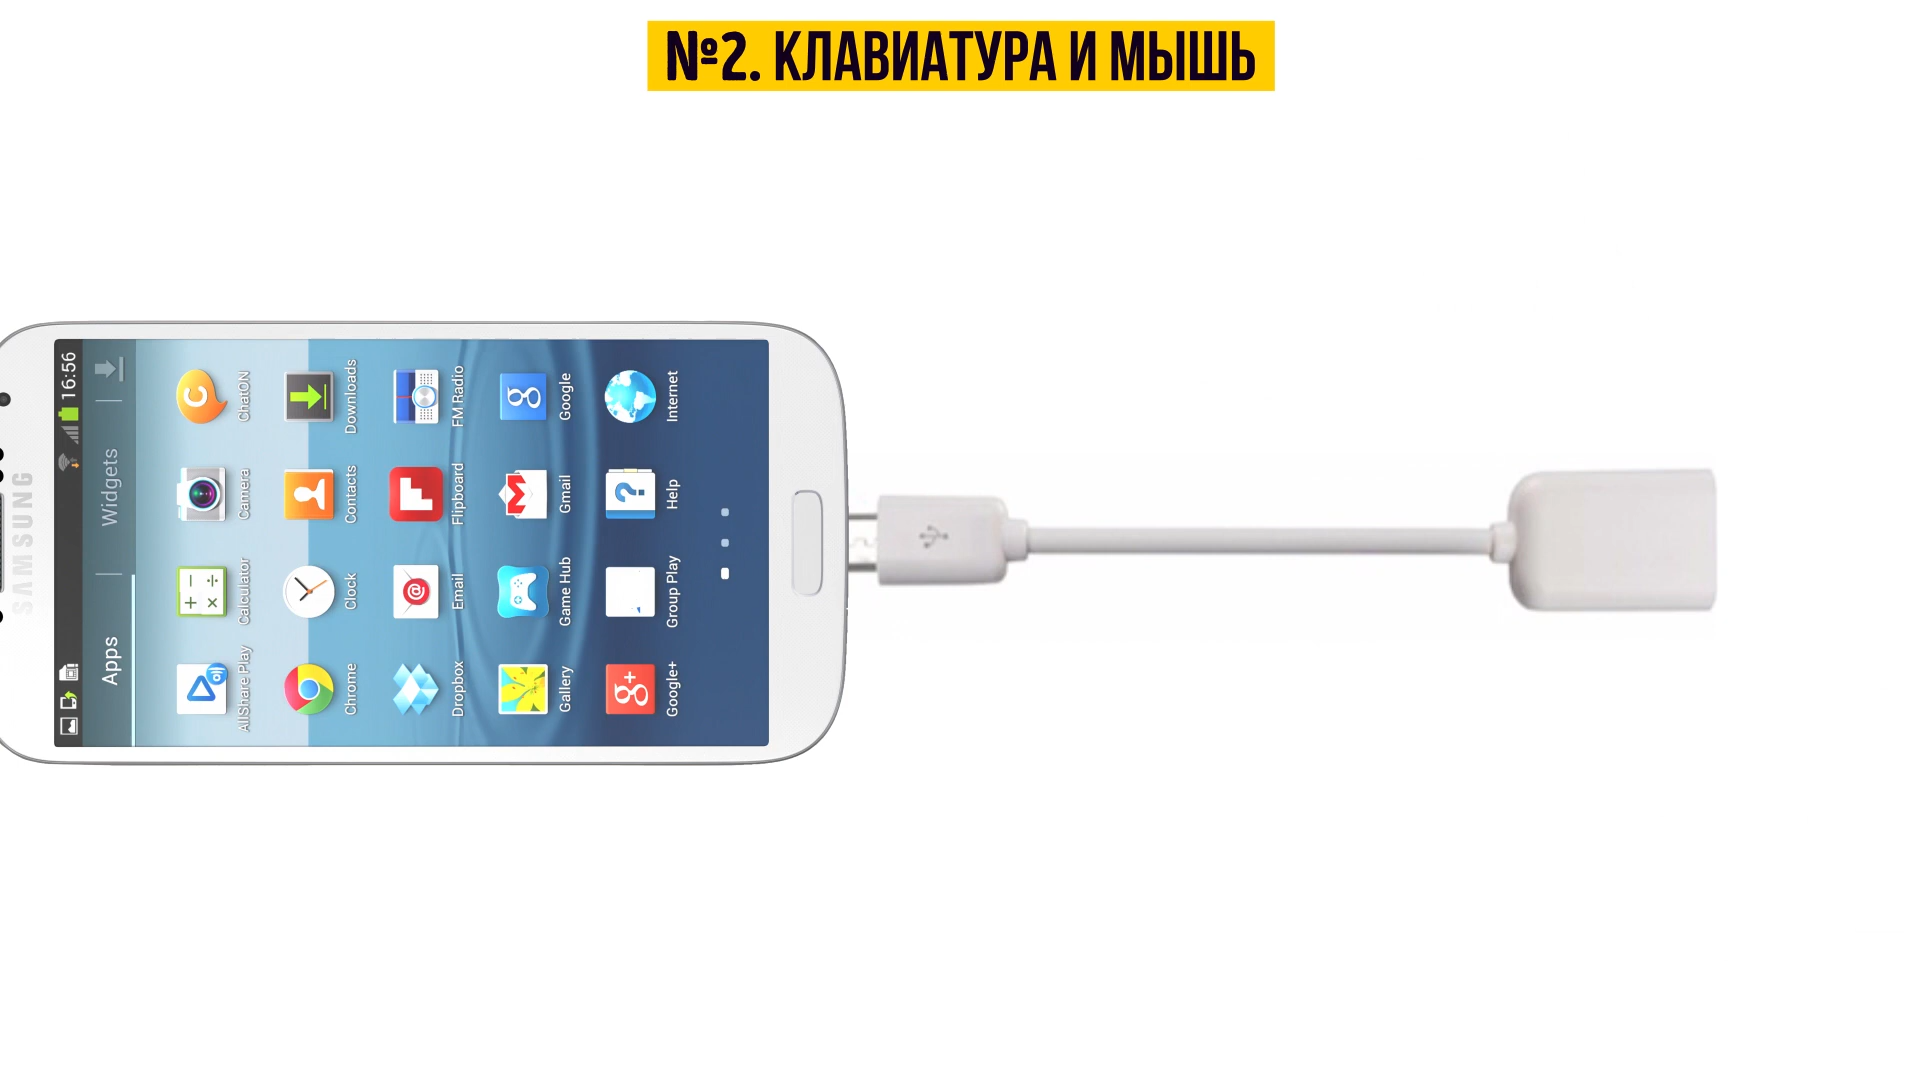 №2. КЛАВИАТУРА И МЫШЬ
SAMSUNG
16:56
Apps
Widgets
AllShare Play
Calculator
Camera
ChatON
Chrome
Clock
Contacts
Downloads
Dropbox
Email
Flipboard
FM Radio
Gallery
Game Hub
Gmail
Google
Google+
Group Play
Help
Internet